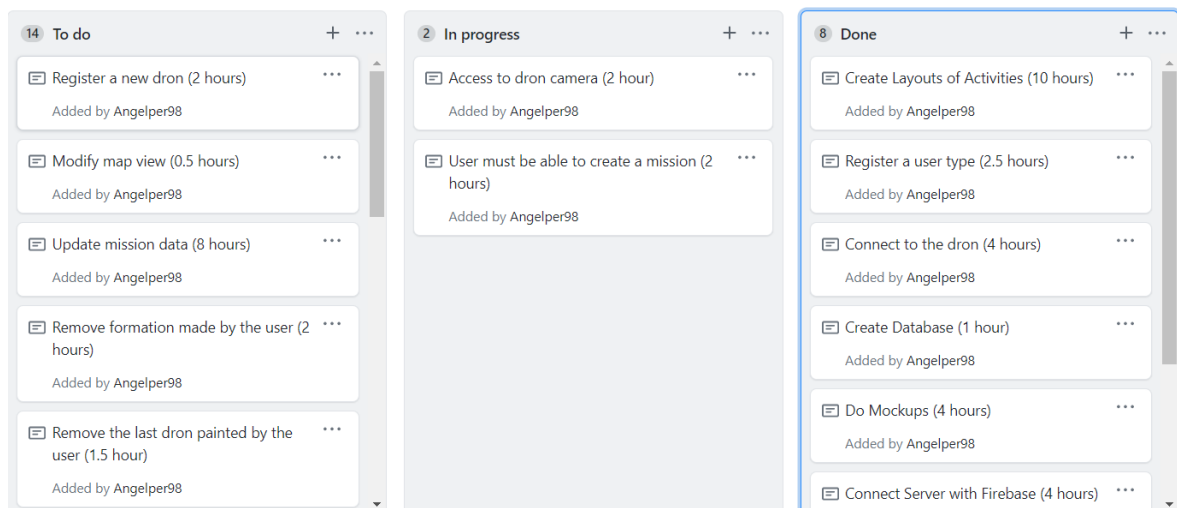 14 To do
Register a new dron (2 hours)
Added by Angelper98
Modify map view (0.5 hours)
Added by Angelper98
Update mission data (8 hours)
Added by Angelper98
Remove formation made by the user (2
hours)
Added by Angelper98
Remove the last dron painted by the
user (1.5 hour)
Added by Angelper98
2 In progress
Access to dron camera (2 hour)
Added by Angelper98
User must be able to create a mission (2
hours)
Added by Angelper98
8 Done
Create Layouts of Activities (10 hours)
Added by Angelper98
Register a user type (2.5 hours)
Added by Angelper98
Connect to the dron (4 hours)
Added by Angelper98
Create Database (1 hour)
Added by Angelper98
Do Mockups (4 hours)
Added by Angelper98
Connect Server with Firebase (4 hours)